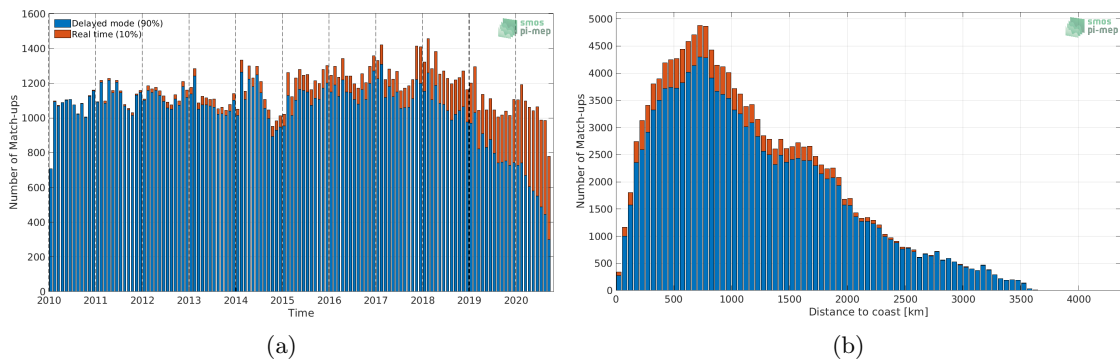 1600
1400
1200
1000
800
600
400
200
0
Number of Match-ups
Delayed mode (90%)
Real time (10%)
smos
pi-mep
2010 2011 2012 2013 2014 2015 2016 2017 2018 2019 2020
Time
(a)
5000
4500
4000
3500
3000
2500
2000
1500
1000
500
0
Number of Match-ups
smos
pi-mep
0 500 1000 1500 2000 2500 3000 3500 4000
Distance to coast [km]
(b)